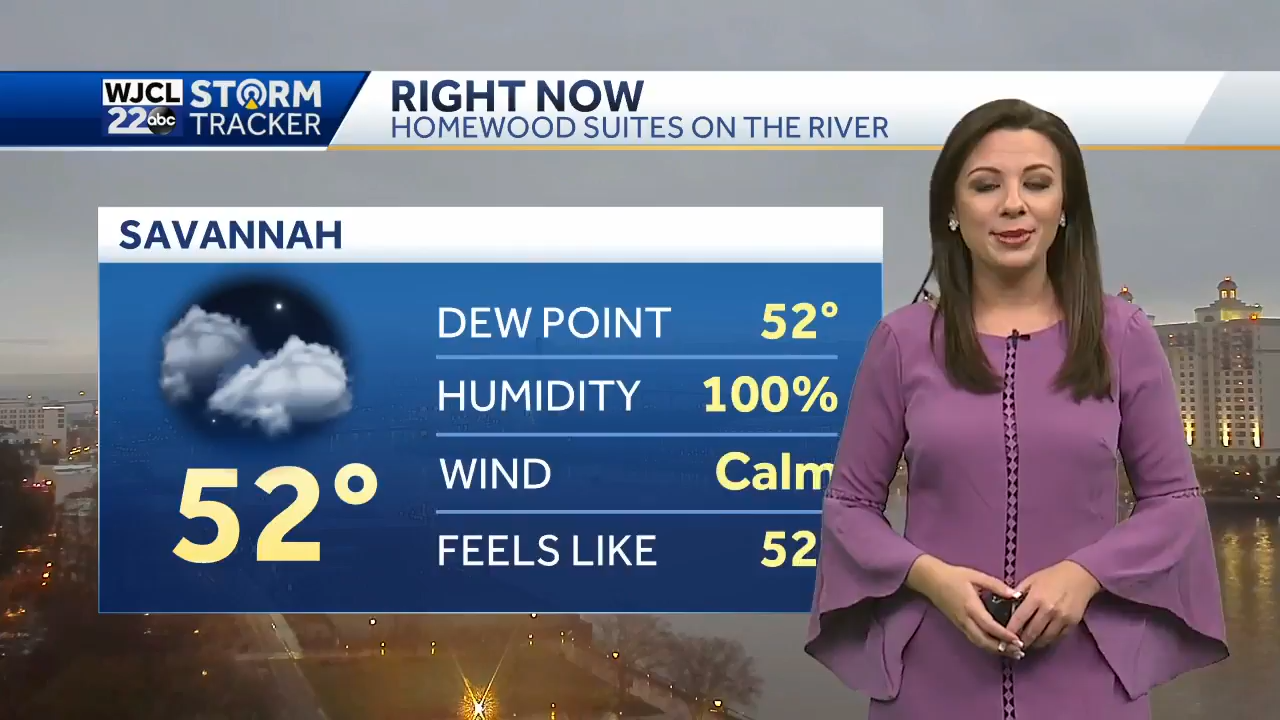 WJCL
22 abc
STORM
TRACKER
RIGHT NOW
HOMEWOOD SUITES ON THE RIVER
SAVANNAH
52°
DEW POINT 52°
HUMIDITY 100%
WIND Calm
FEELS LIKE 52